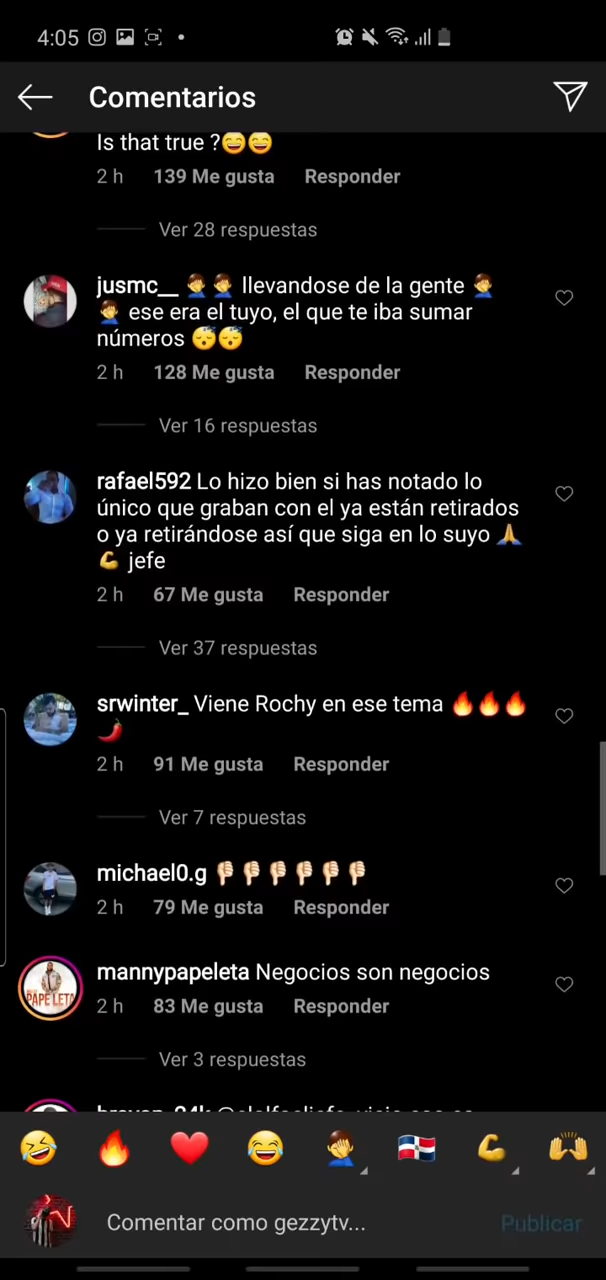 4:05
Comentarios
Is that true ?😄😄
2 h 139 Me gusta Responder
Ver 28 respuestas
jusmc__ 🤦‍♂️🤦‍♂️ llevandose de la gente 🤦‍♂️
🤦‍♂️ ese era el tuyo, el que te iba sumar
números 😴😴
2 h 128 Me gusta Responder
Ver 16 respuestas
rafael592 Lo hizo bien si has notado lo
único que graban con el ya están retirados
o ya retirándose así que siga en lo suyo 🙏
💪 jefe
2 h 67 Me gusta Responder
Ver 37 respuestas
srwinter_ Viene Rochy en ese tema 🔥🔥🔥
🌶️
2 h 91 Me gusta Responder
Ver 7 respuestas
michael0.g 👎🏻👎🏻👎🏻👎🏻👎🏻👎🏻
2 h 79 Me gusta Responder
PAPELETA
mannypapeleta Negocios son negocios
2 h 83 Me gusta Responder
Ver 3 respuestas
🤣 🔥 ❤️ 😂 🤦‍♂️ 🇩🇴 💪 🙌
Comentar como gezzytv... Publicar